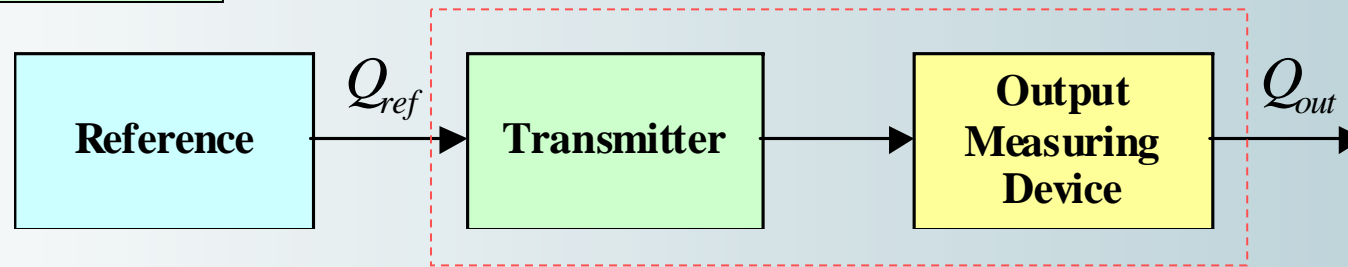 Reference
Q_ref
Transmitter
Output
Measuring
Device
Q_out